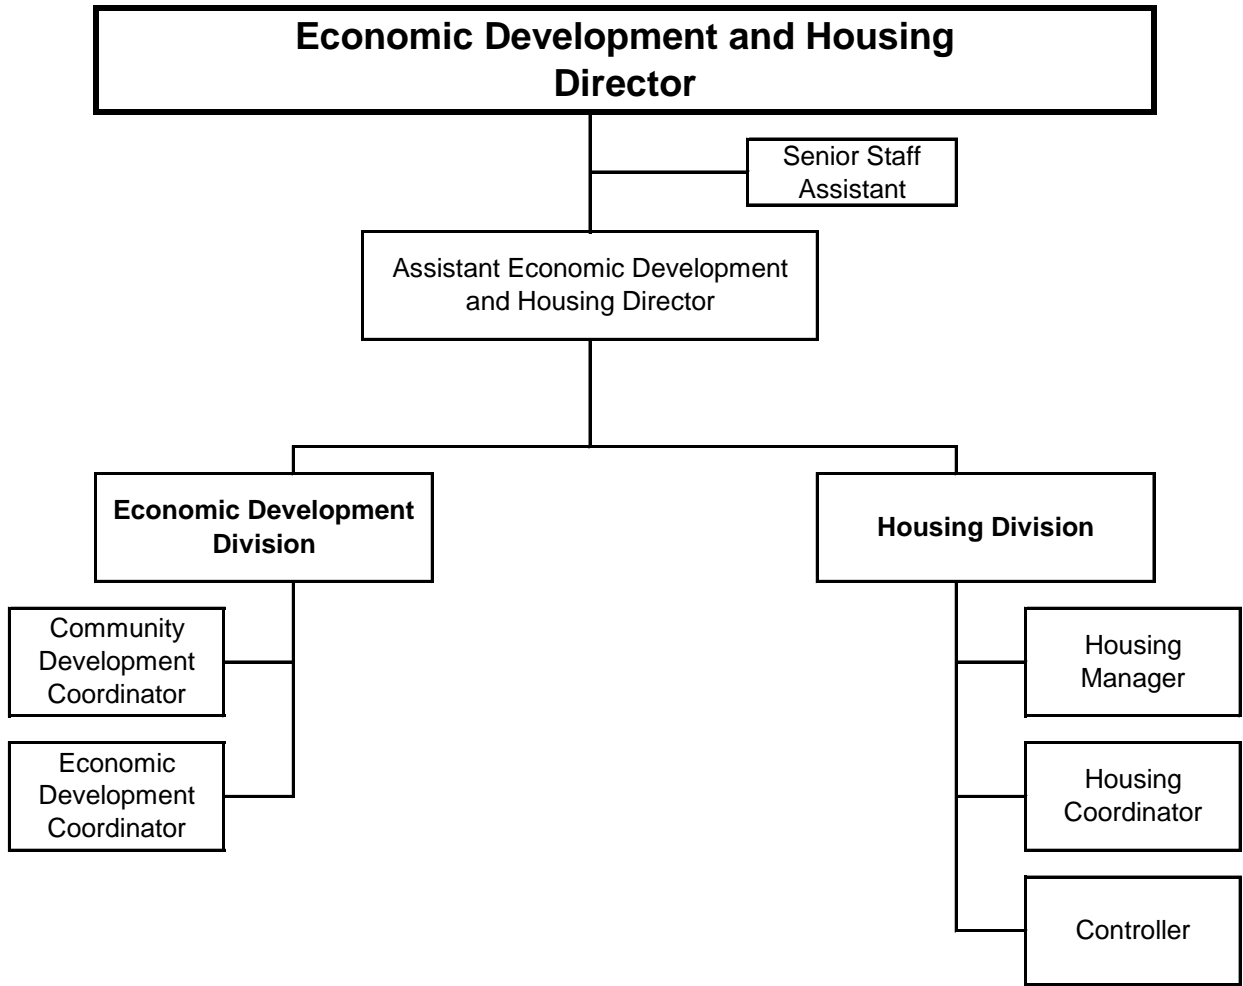 Economic Development and Housing
Director
Senior Staff
Assistant
Assistant Economic Development
and Housing Director
Economic Development
Division
Housing Division
Community
Development
Coordinator
Housing
Manager
Economic
Development
Coordinator
Housing
Coordinator
Controller